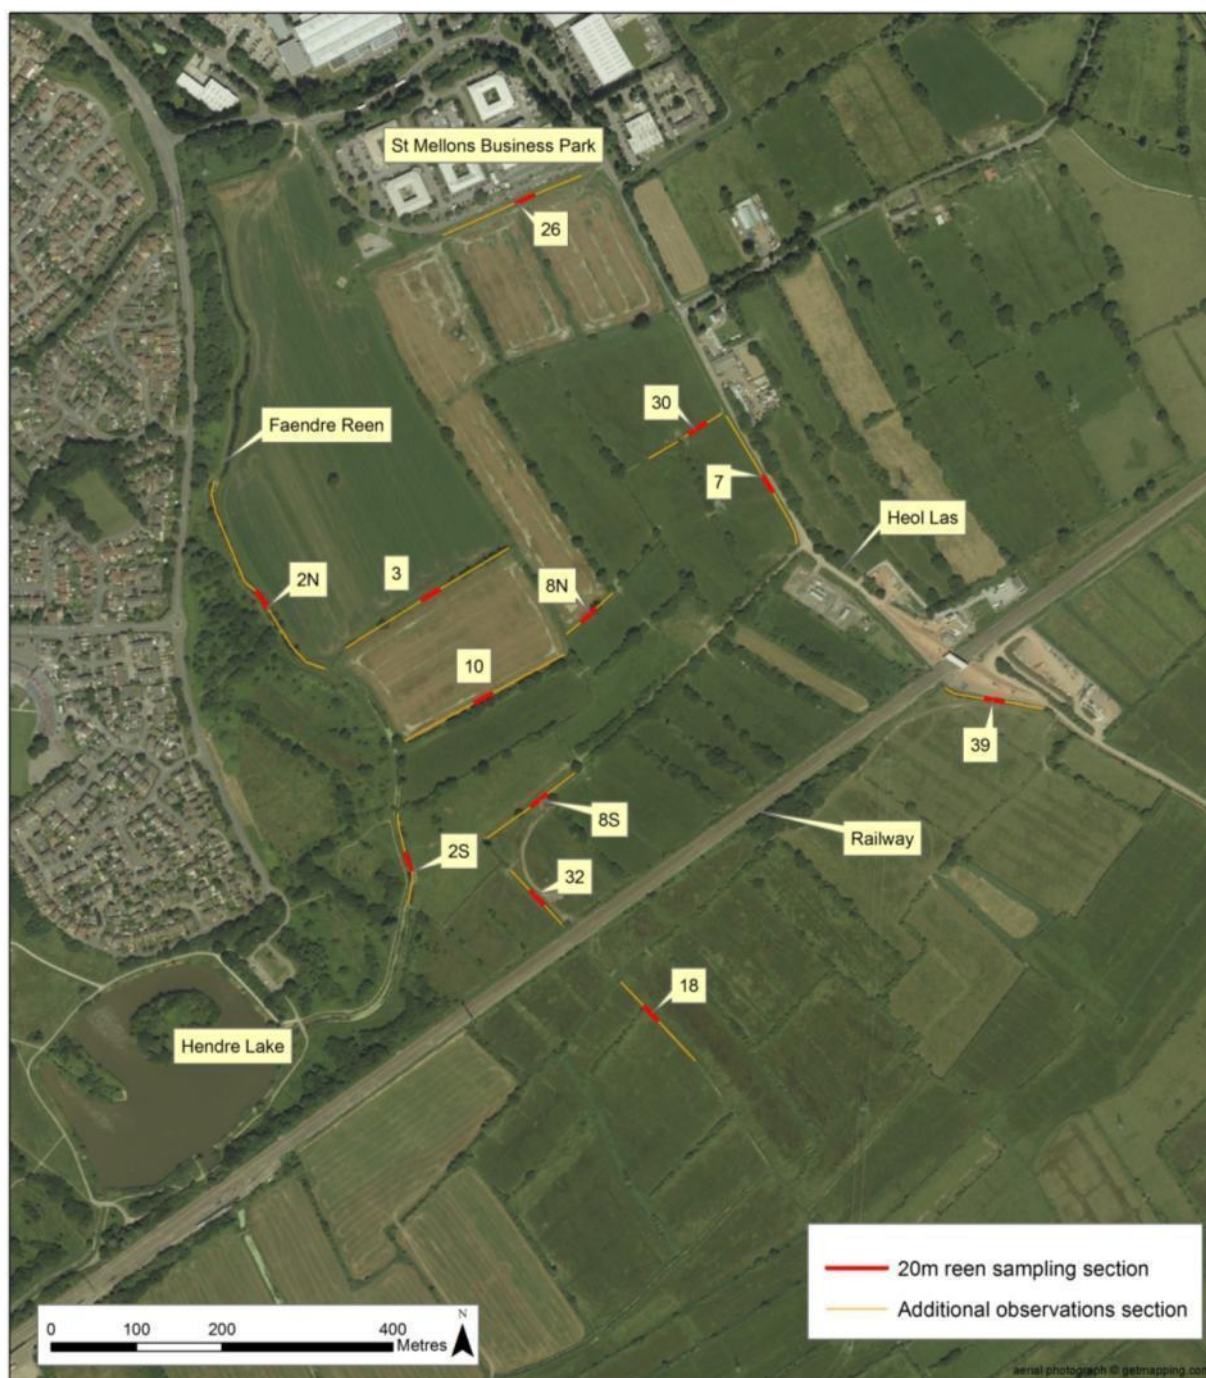 St Mellons Business Park
26
30
Faendre Reen
7
Heol Las
2N
3
8N
10
39
8S
Railway
2S
32
18
Hendre Lake
20m reen sampling section
Additional observations section
N
0 100 200 400
Metres
aerial photograph © getmapping.com